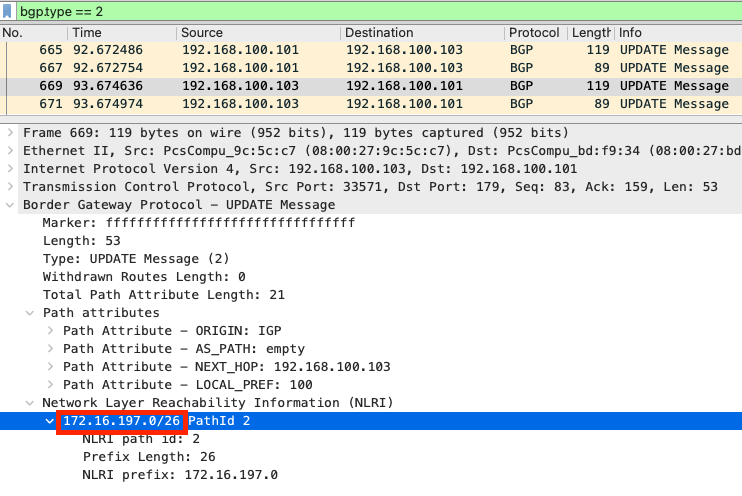 bgp.type == 2
No. Time Source Destination Protocol Length Info
665 92.672486 192.168.100.101 192.168.100.103 BGP 119 UPDATE Message
667 92.672754 192.168.100.101 192.168.100.103 BGP 89 UPDATE Message
669 93.674636 192.168.100.103 192.168.100.101 BGP 119 UPDATE Message
671 93.674974 192.168.100.103 192.168.100.101 BGP 89 UPDATE Message
Frame 669: 119 bytes on wire (952 bits), 119 bytes captured (952 bits)
Ethernet II, Src: PcsCompu_9c:5c:c7 (08:00:27:9c:5c:c7), Dst: PcsCompu_bd:f9:34 (08:00:27:bd
Internet Protocol Version 4, Src: 192.168.100.103, Dst: 192.168.100.101
Transmission Control Protocol, Src Port: 33571, Dst Port: 179, Seq: 83, Ack: 159, Len: 53
Border Gateway Protocol – UPDATE Message
Marker: ffffffffffffffffffffffffffffffff
Length: 53
Type: UPDATE Message (2)
Withdrawn Routes Length: 0
Total Path Attribute Length: 21
Path attributes
Path Attribute – ORIGIN: IGP
Path Attribute – AS_PATH: empty
Path Attribute – NEXT_HOP: 192.168.100.103
Path Attribute – LOCAL_PREF: 100
Network Layer Reachability Information (NLRI)
172.16.197.0/26 PathId 2
NLRI path id: 2
Prefix Length: 26
NLRI prefix: 172.16.197.0